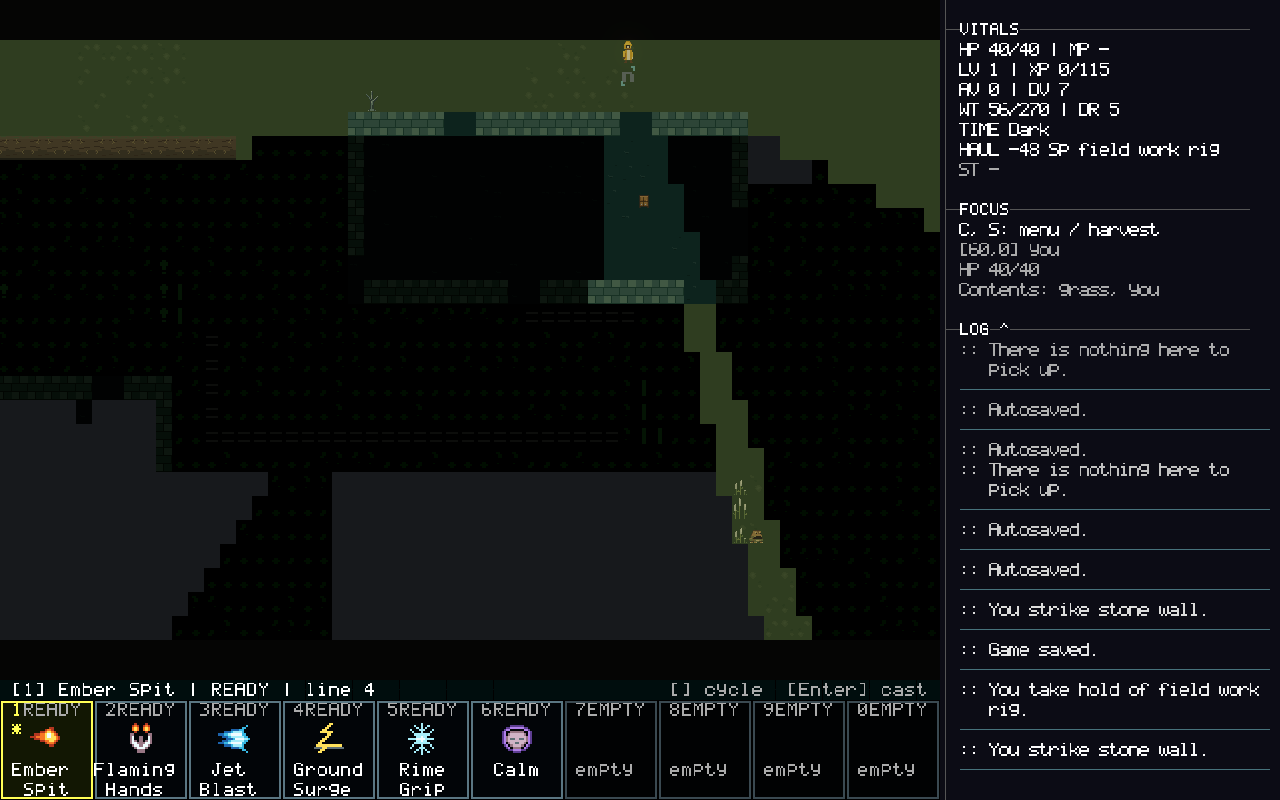 VITALS
HP 40/40 | MP -
LV 1 | XP 0/115
AV 0 | DV 7
WT 56/270 | DR 5
TIME Dark
HAUL -48 SP field work rig
ST -
FOCUS
C, S: menu / harvest
[60,0] You
HP 40/40
Contents: grass, You
LOG ^
:: There is nothing here to
Pick uP.
:: Autosaved.
:: Autosaved.
:: There is nothing here to
Pick uP.
:: Autosaved.
:: Autosaved.
:: You strike stone wall.
:: Game saved.
:: You take hold of field work
rig.
:: You strike stone wall.
[1] Ember SPit | READY | line 4
[] cycle [Enter] cast
1READY 2READY 3READY 4READY 5READY 6READY 7EMPTY 8EMPTY 9EMPTY 0EMPTY
*
Ember Flaming Jet Ground Rime Calm emPty emPty emPty emPty
SPit Hands Blast Surge GriP